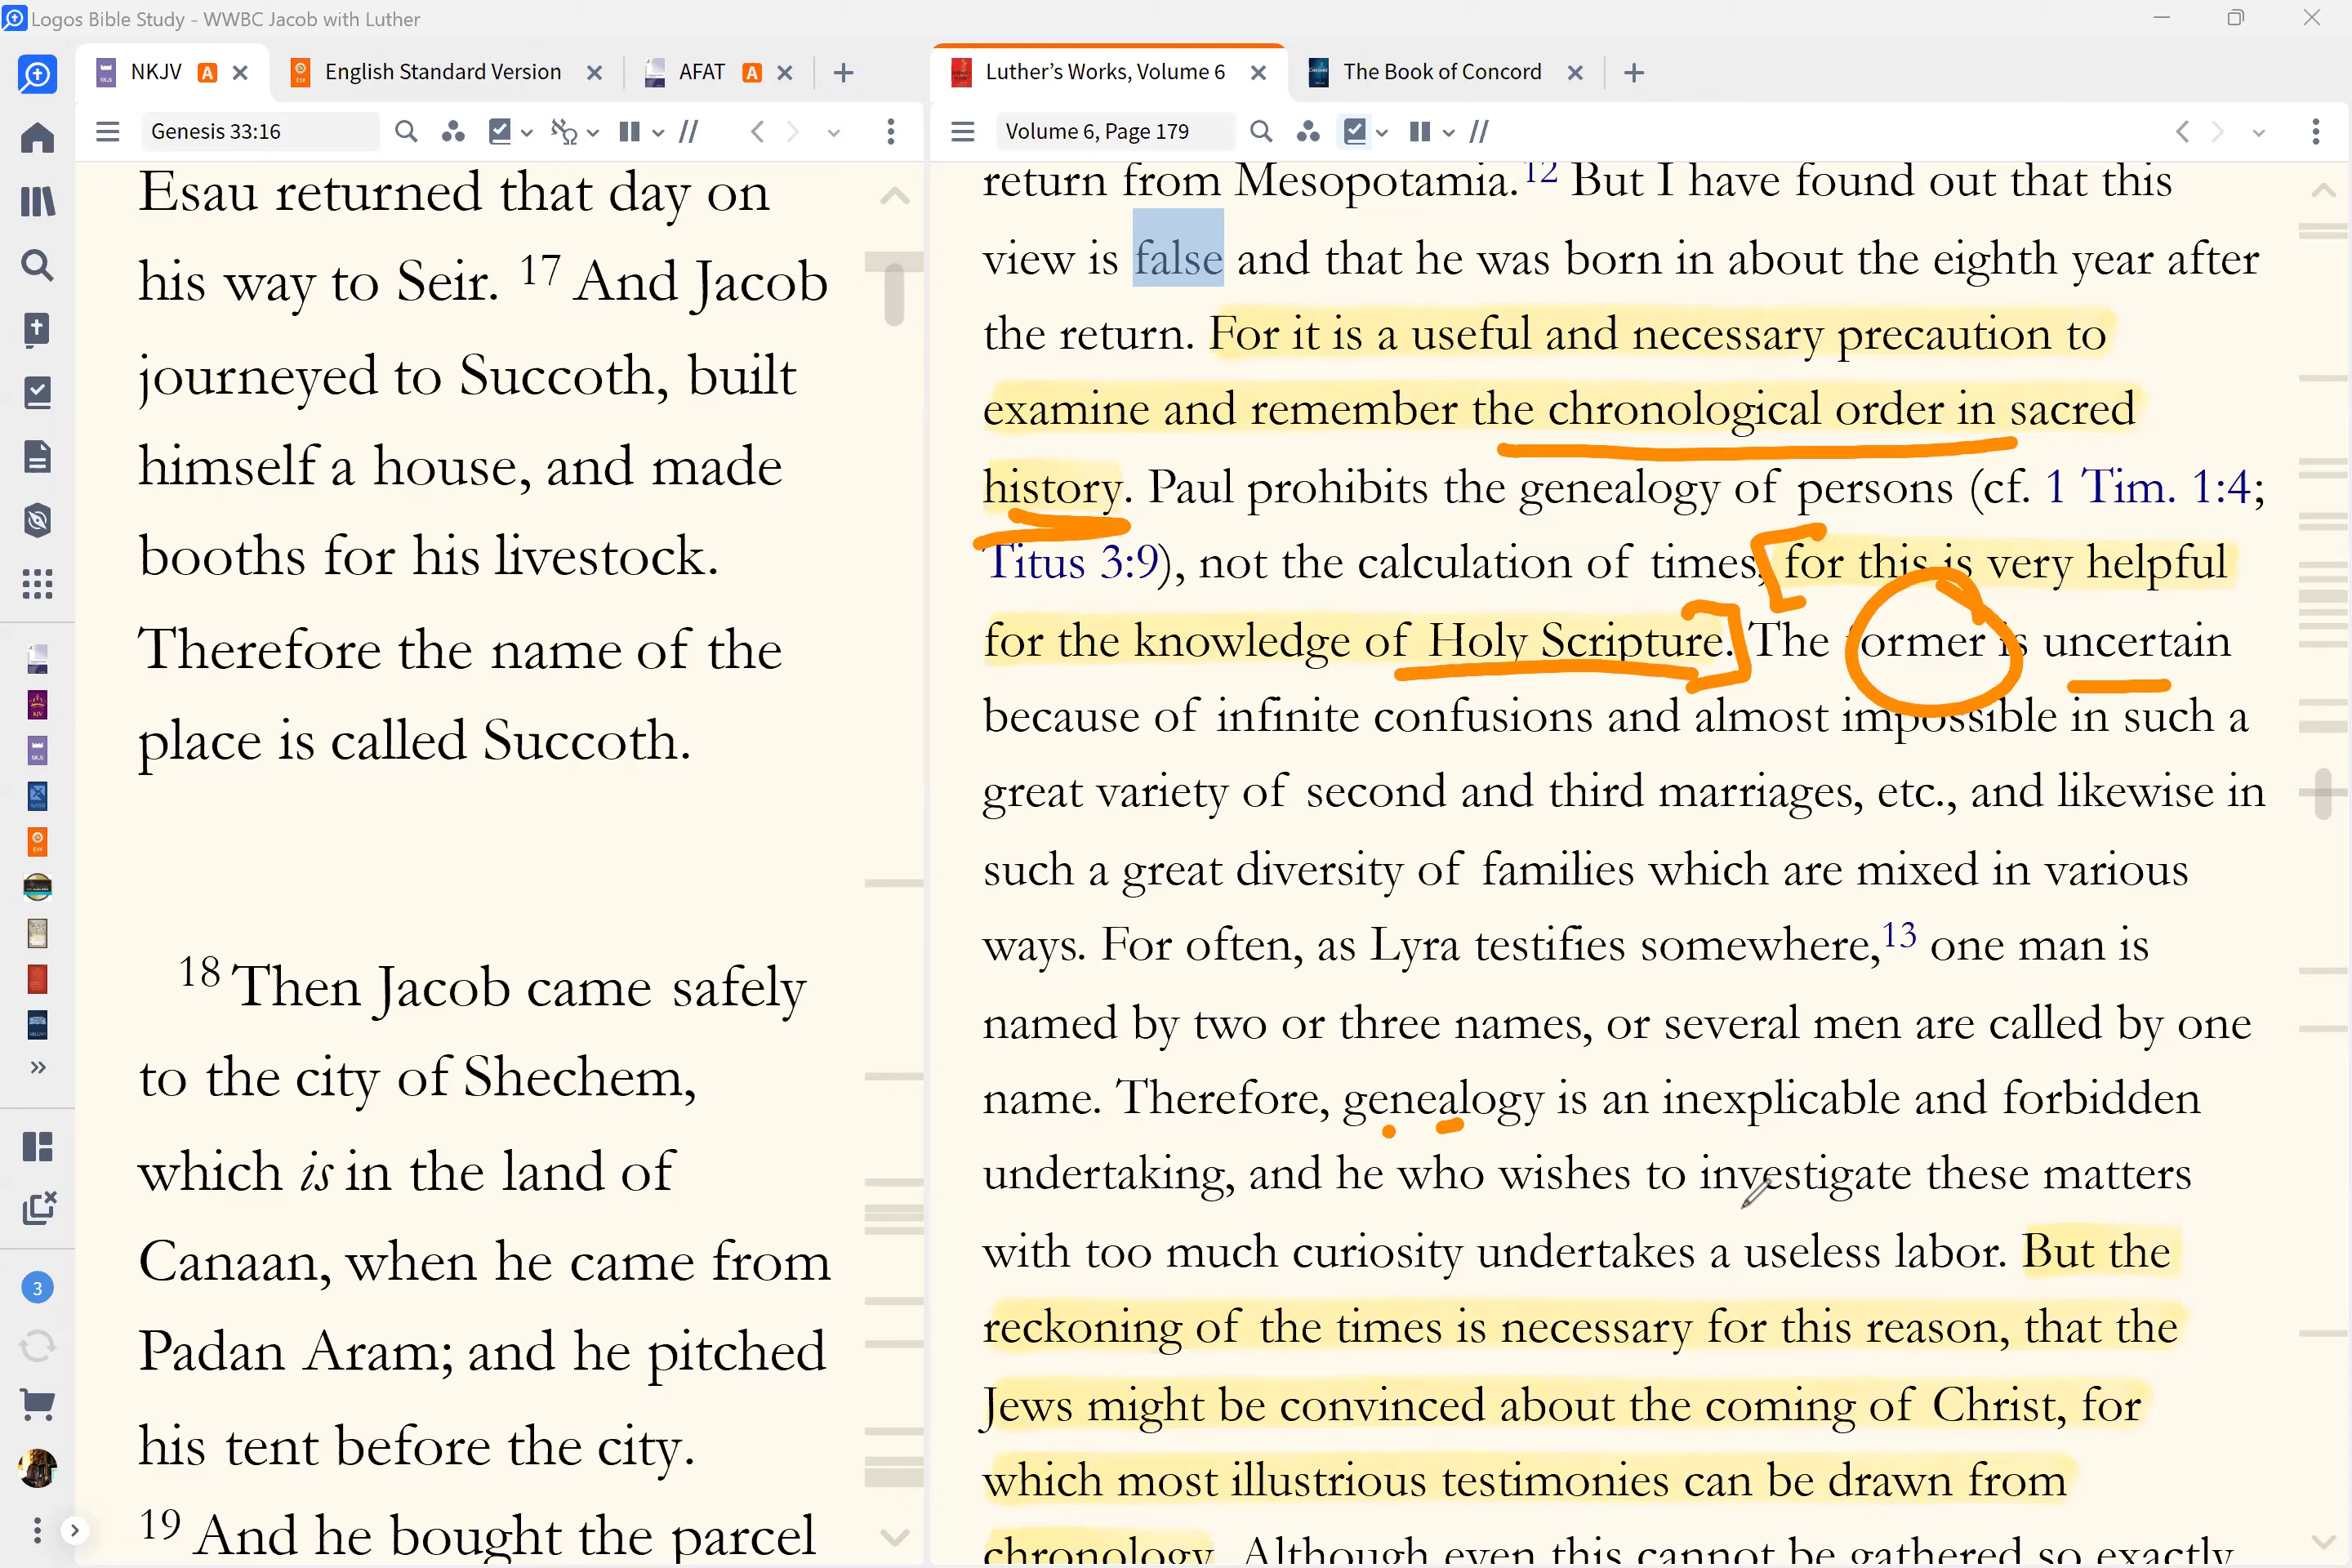 Logos Bible Study - WWBC Jacob with Luther
NKJV A
English Standard Version
AFAT A
Genesis 33:16
Esau returned that day on
his way to Seir. 17 And Jacob
journeyed to Succoth, built
himself a house, and made
booths for his livestock.
Therefore the name of the
place is called Succoth.
18 Then Jacob came safely
to the city of Shechem,
which is in the land of
Canaan, when he came from
Padan Aram; and he pitched
his tent before the city.
19 And he bought the parcel
3
Luther's Works, Volume 6
The Book of Concord
Volume 6, Page 179
return from Mesopotamia.12 But I have found out that this
view is false and that he was born in about the eighth year after
the return. For it is a useful and necessary precaution to
examine and remember the chronological order in sacred
history. Paul prohibits the genealogy of persons (cf. 1 Tim. 1:4;
Titus 3:9), not the calculation of times, for this is very helpful
for the knowledge of Holy Scripture. The former is uncertain
because of infinite confusions and almost impossible in such a
great variety of second and third marriages, etc., and likewise in
such a great diversity of families which are mixed in various
ways. For often, as Lyra testifies somewhere,13 one man is
named by two or three names, or several men are called by one
name. Therefore, genealogy is an inexplicable and forbidden
undertaking, and he who wishes to investigate these matters
with too much curiosity undertakes a useless labor. But the
reckoning of the times is necessary for this reason, that the
Jews might be convinced about the coming of Christ, for
which most illustrious testimonies can be drawn from
chronology. Although even this cannot be gathered so exactly